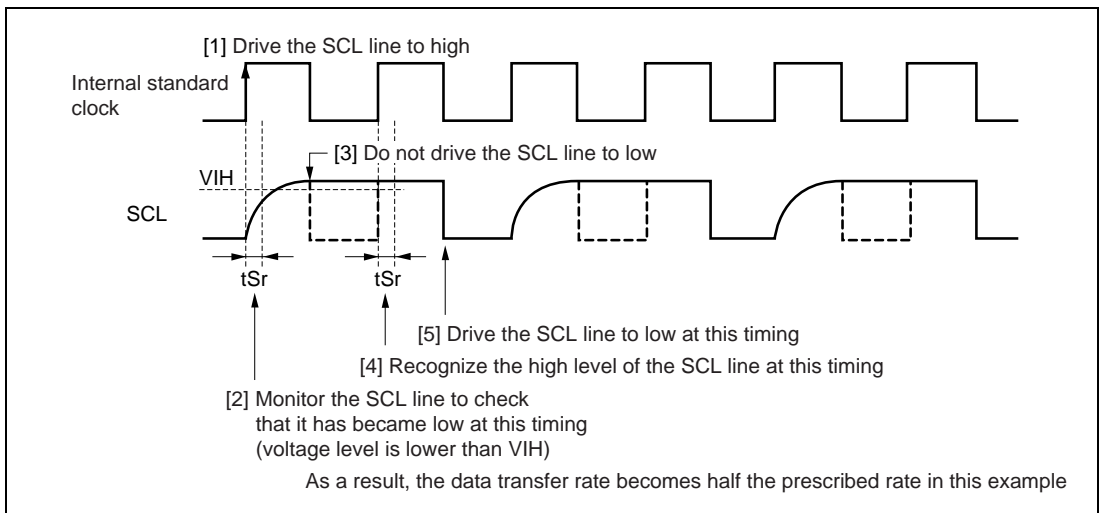 [1] Drive the SCL line to high
Internal standard
clock
[3] Do not drive the SCL line to low
VIH
SCL
tSr
tSr
[5] Drive the SCL line to low at this timing
[4] Recognize the high level of the SCL line at this timing
[2] Monitor the SCL line to check
that it has became low at this timing
(voltage level is lower than VIH)
As a result, the data transfer rate becomes half the prescribed rate in this example